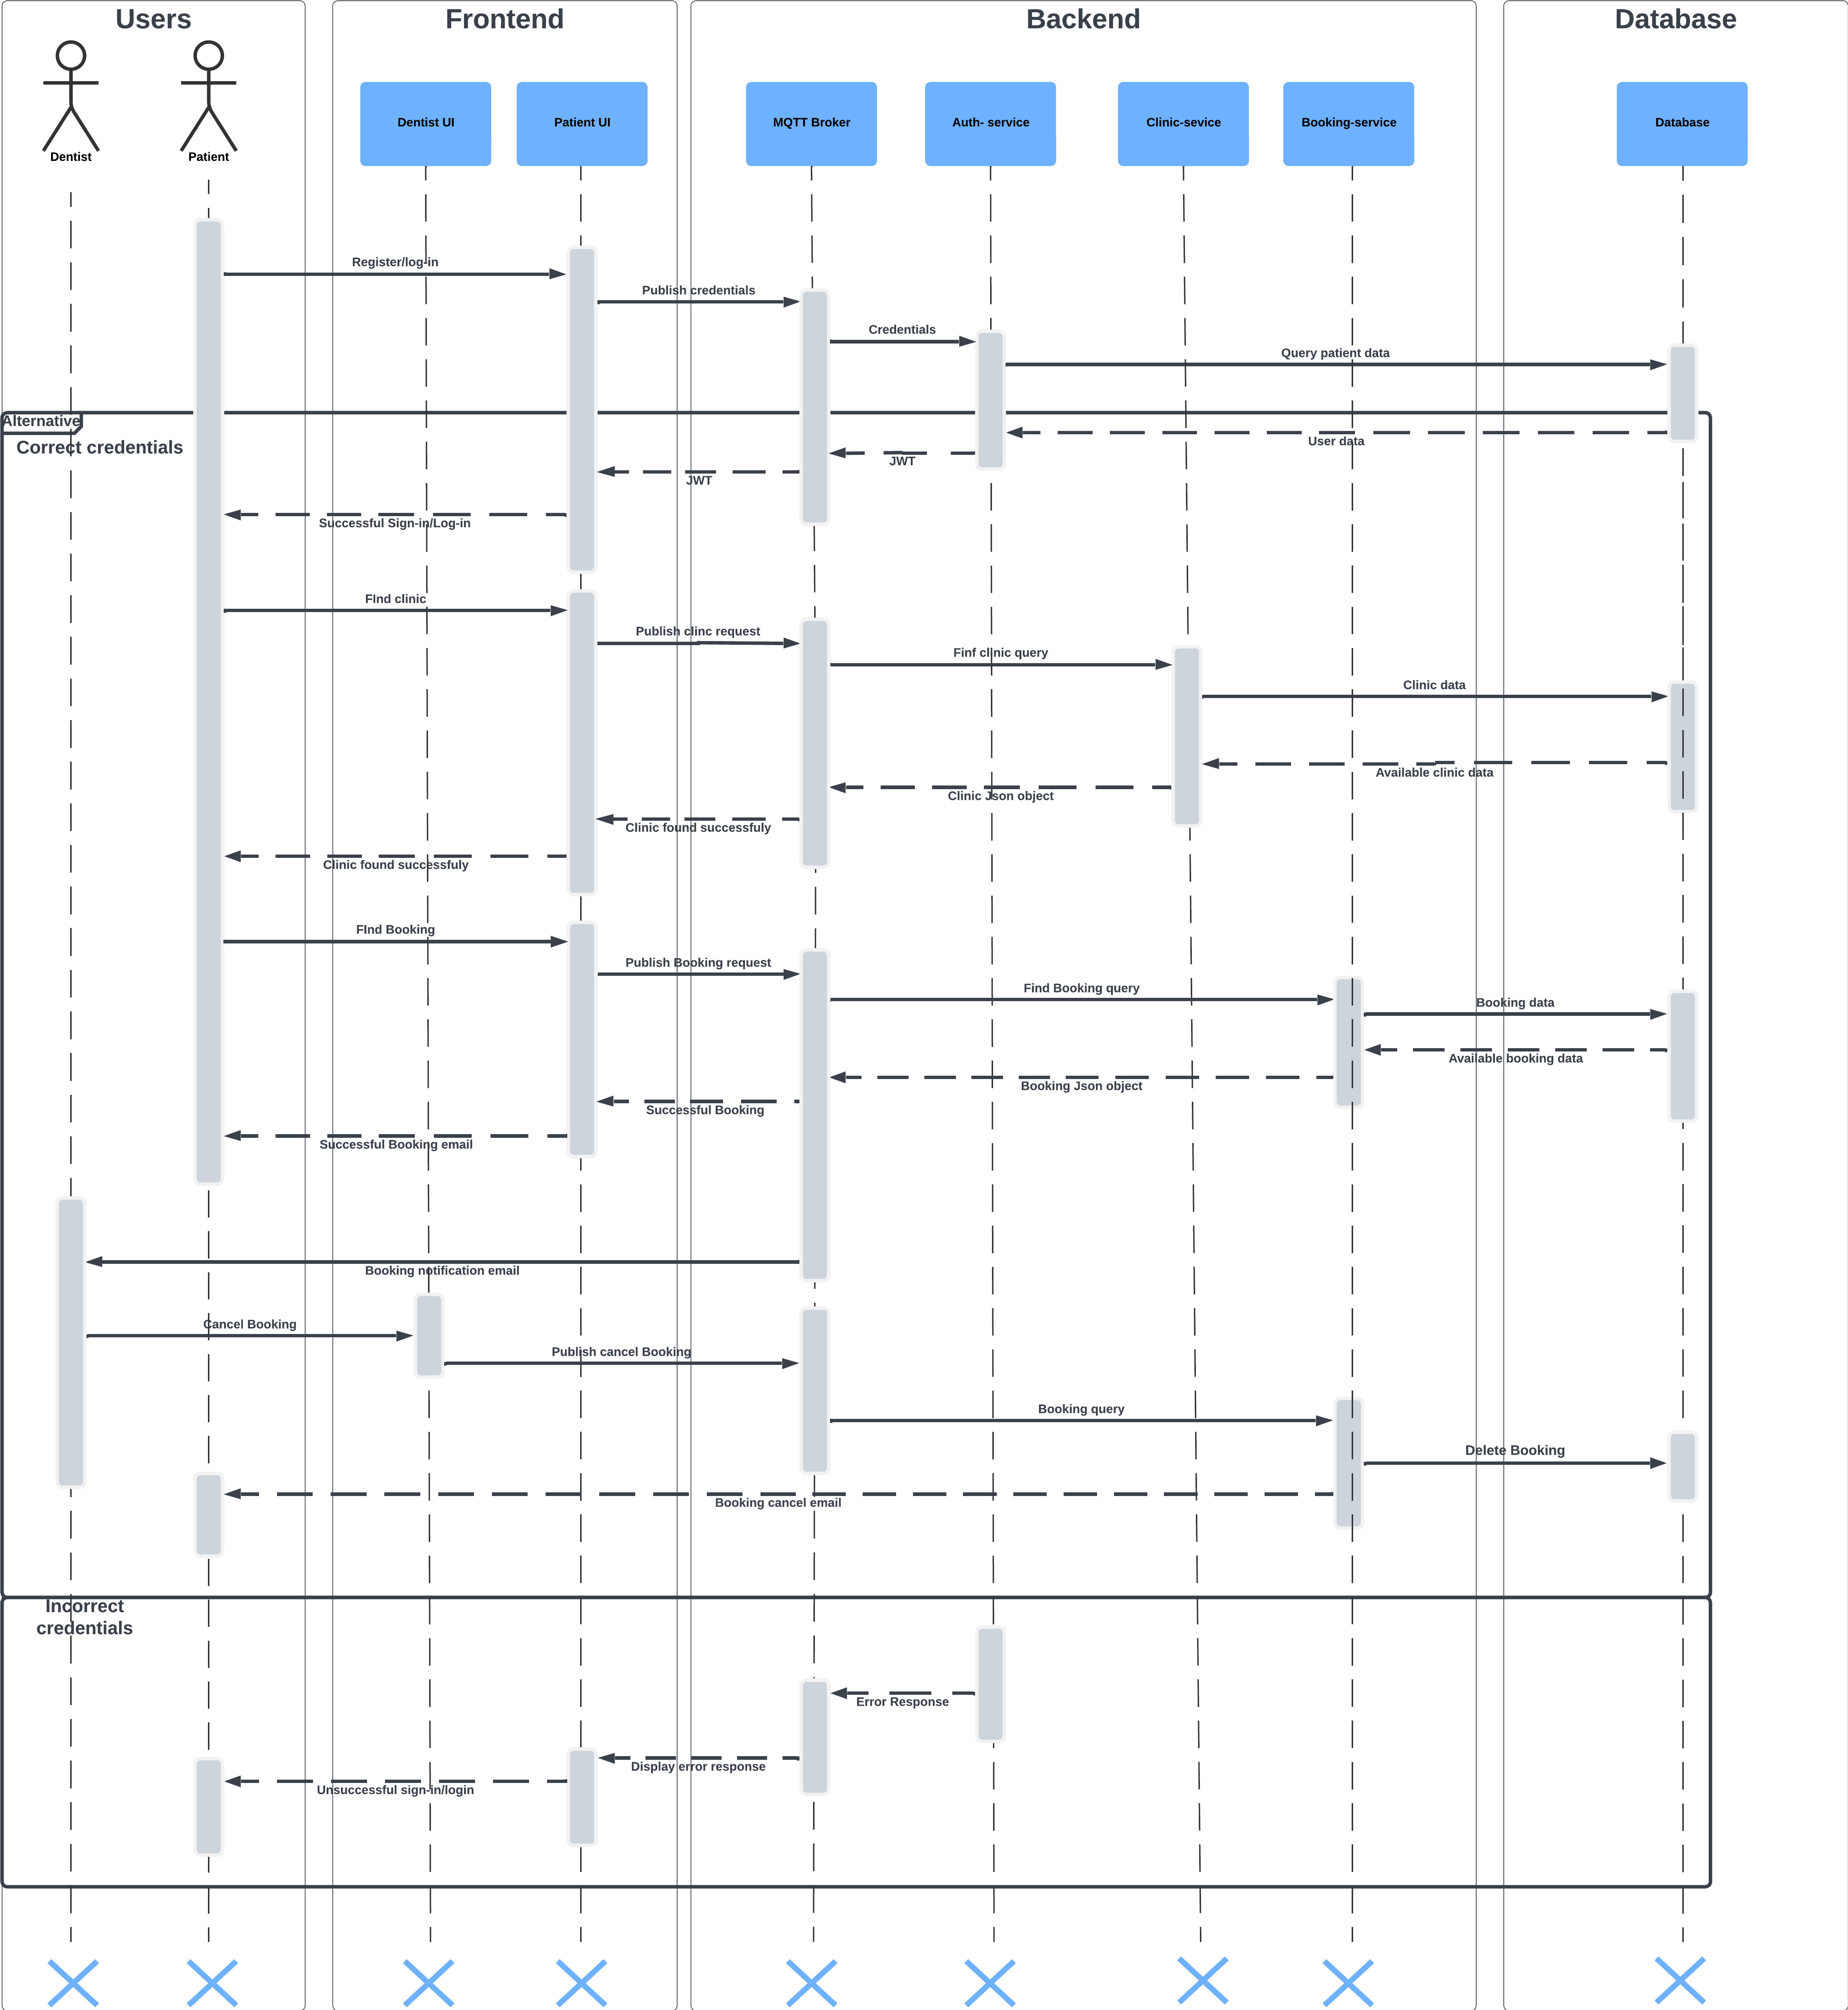 Users
Frontend
Backend
Database
Dentist
Patient
Dentist UI
Patient UI
MQTT Broker
Auth- service
Clinic-sevice
Booking-service
Database
Register/log-in
Publish credentials
Credentials
Query patient data
Alternative
Correct credentials
User data
JWT
JWT
Successful Sign-in/Log-in
FInd clinic
Publish clinc request
Finf clinic query
Clinic data
Available clinic data
Clinic Json object
Clinic found successfuly
Clinic found successfuly
FInd Booking
Publish Booking request
Find Booking query
Booking data
Available booking data
Booking Json object
Successful Booking
Successful Booking email
Booking notification email
Cancel Booking
Publish cancel Booking
Booking query
Delete Booking
Booking cancel email
Incorrect
credentials
Error Response
Display error response
Unsuccessful sign-in/login